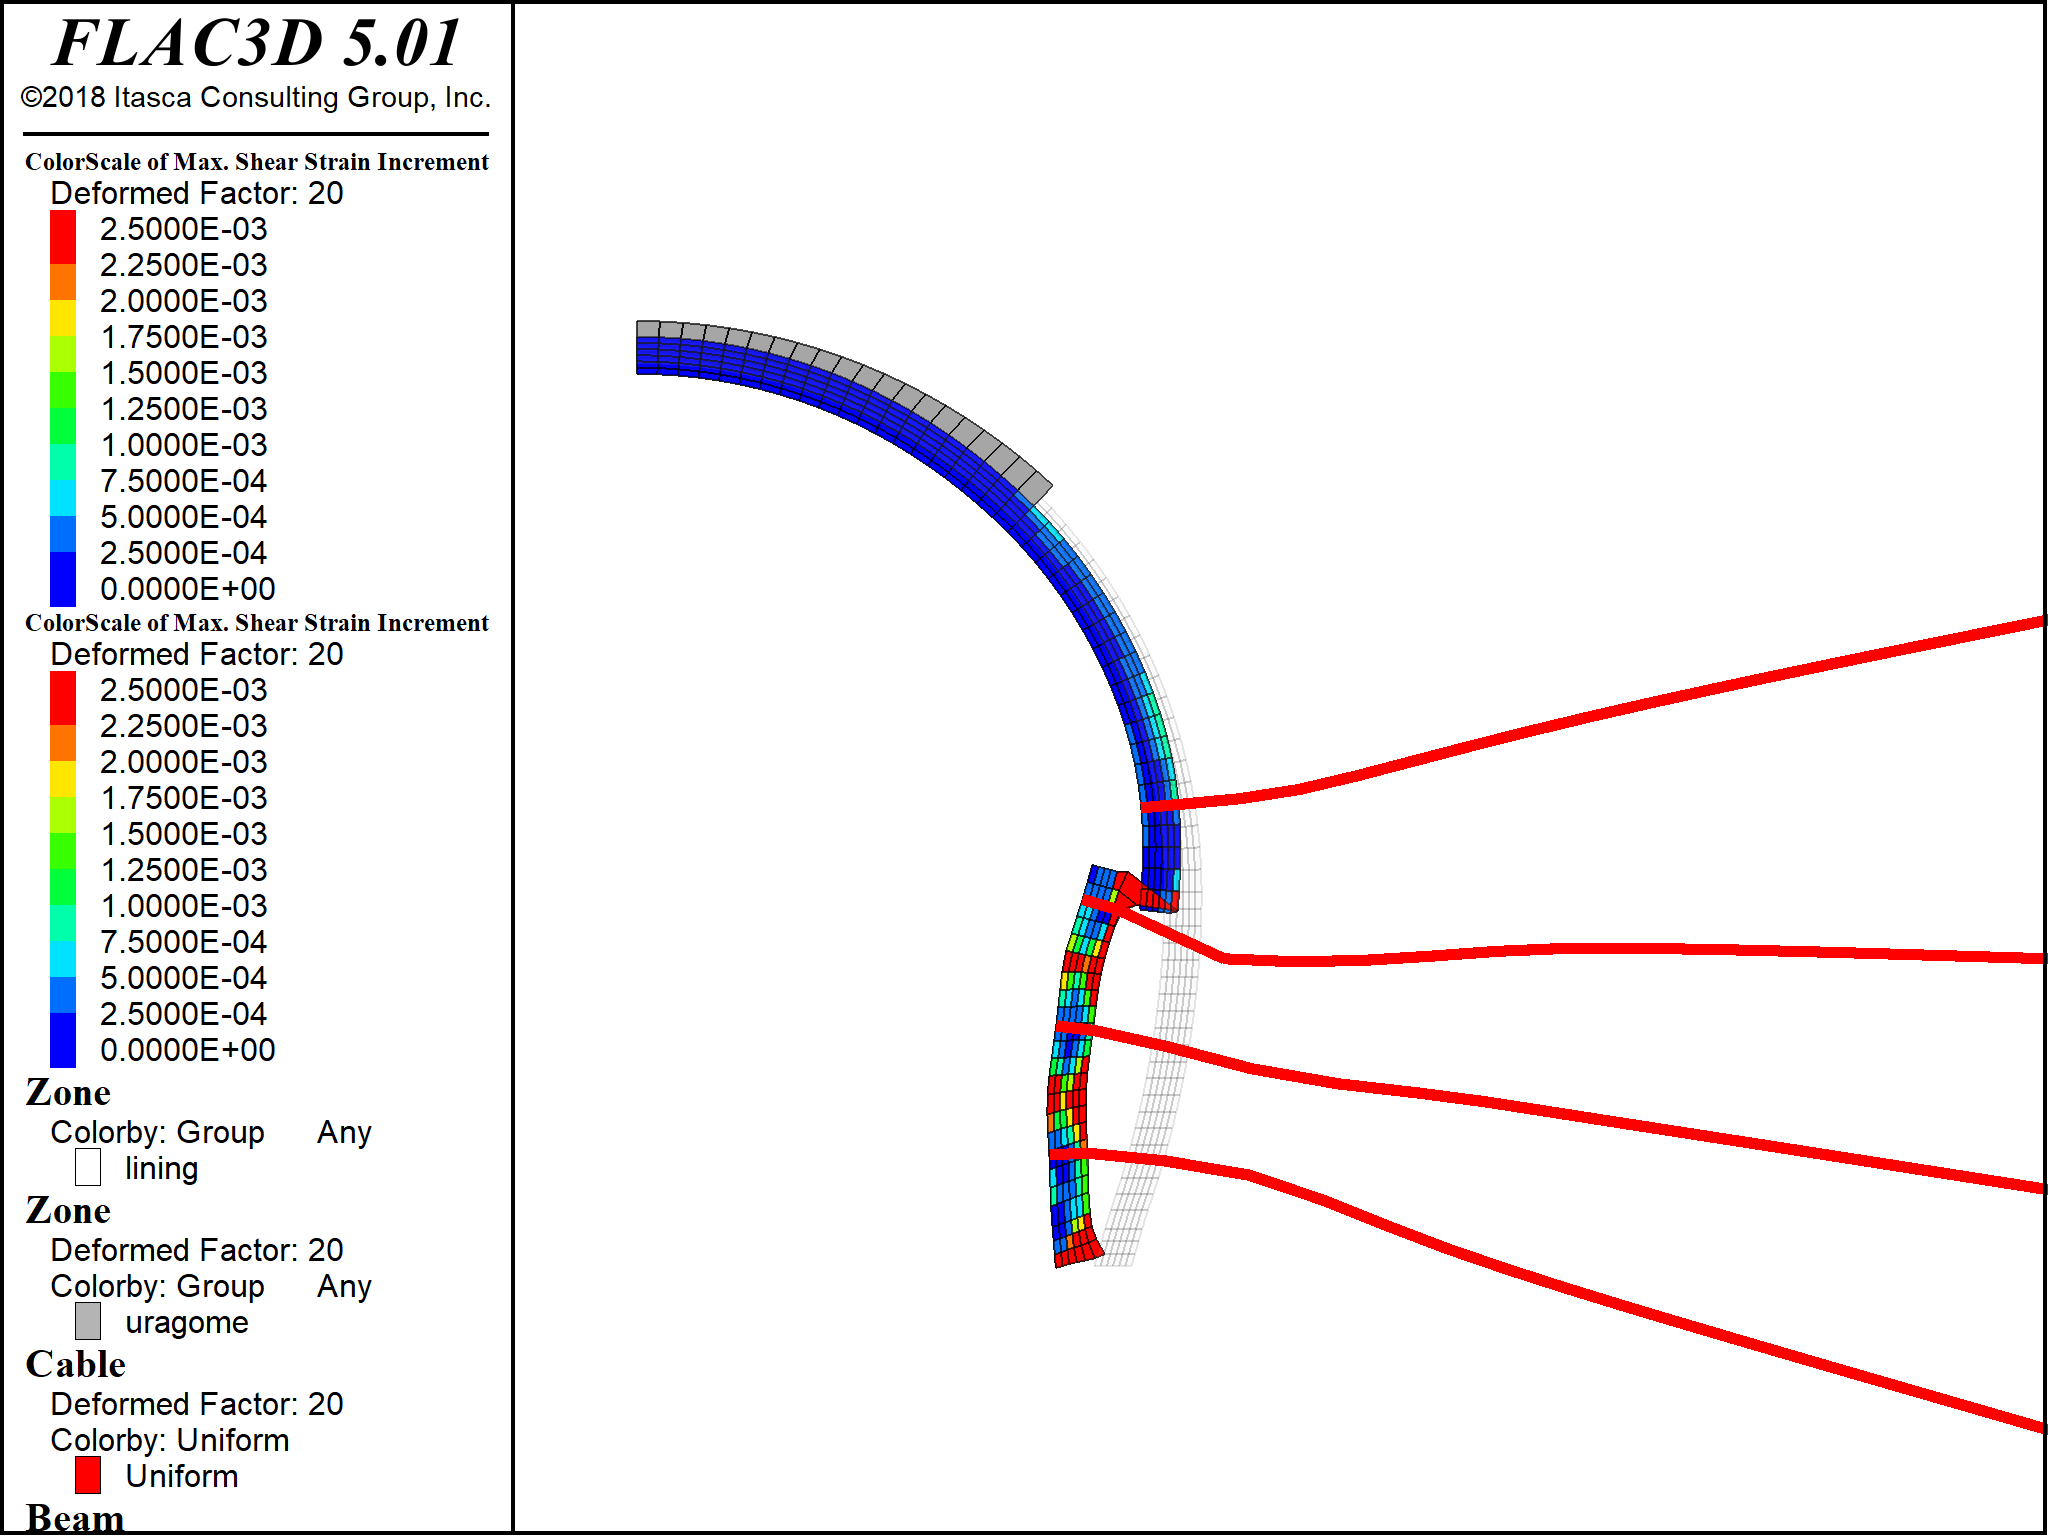 FLAC3D 5.01
©2018 Itasca Consulting Group, Inc.
ColorScale of Max. Shear Strain Increment
Deformed Factor: 20
2.5000E-03
2.2500E-03
2.0000E-03
1.7500E-03
1.5000E-03
1.2500E-03
1.0000E-03
7.5000E-04
5.0000E-04
2.5000E-04
0.0000E+00
ColorScale of Max. Shear Strain Increment
Deformed Factor: 20
2.5000E-03
2.2500E-03
2.0000E-03
1.7500E-03
1.5000E-03
1.2500E-03
1.0000E-03
7.5000E-04
5.0000E-04
2.5000E-04
0.0000E+00
Zone
Colorby: Group Any
lining
Zone
Deformed Factor: 20
Colorby: Group Any
uragome
Cable
Deformed Factor: 20
Colorby: Uniform
Uniform
Beam